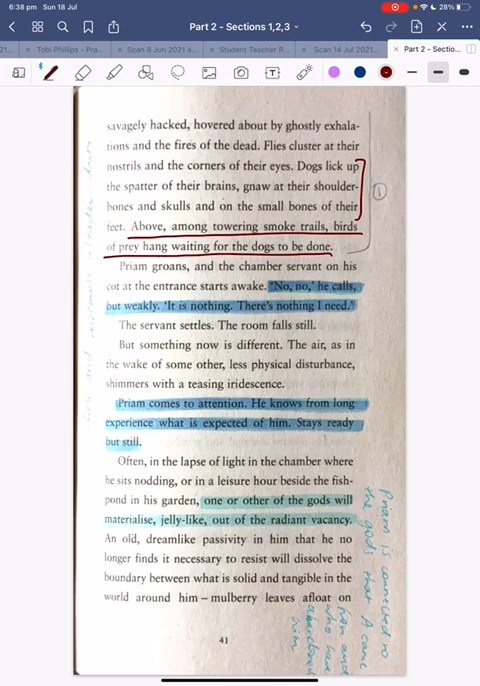 6:38 pm Sun 18 Jul
28%
Part 2 - Sections 1,2,3
021...
Tobi Phillips - Pra...
Scan 8 Jun 2021 a...
Student Teacher R...
Scan 14 Jul 2021...
Part 2 - Sectio...
savagely hacked, hovered about by ghostly exhala-
tions and the fires of the dead. Flies cluster at their
nostrils and the corners of their eyes. Dogs lick up
the spatter of their brains, gnaw at their shoulder-
bones and skulls and on the small bones of their
feet. Above, among towering smoke trails, birds
of prey hang waiting for the dogs to be done.
1
Priam groans, and the chamber servant on his
cot at the entrance starts awake. 'No, no,' he calls,
but weakly. 'It is nothing. There's nothing I need.'
The servant settles. The room falls still.
But something now is different. The air, as in
the wake of some other, less physical disturbance,
shimmers with a teasing iridescence.
Priam comes to attention. He knows from long
experience what is expected of him. Stays ready
but still.
Often, in the lapse of light in the chamber where
he sits nodding, or in a leisure hour beside the fish-
pond in his garden, one or other of the gods will
materialise, jelly-like, out of the radiant vacancy.
An old, dreamlike passivity in him that he no
longer finds it necessary to resist will dissolve the
boundary between what is solid and tangible in the
world around him – mulberry leaves afloat on
41
Priam is connected to
the gods that A came
from and
who have
abandoned
him